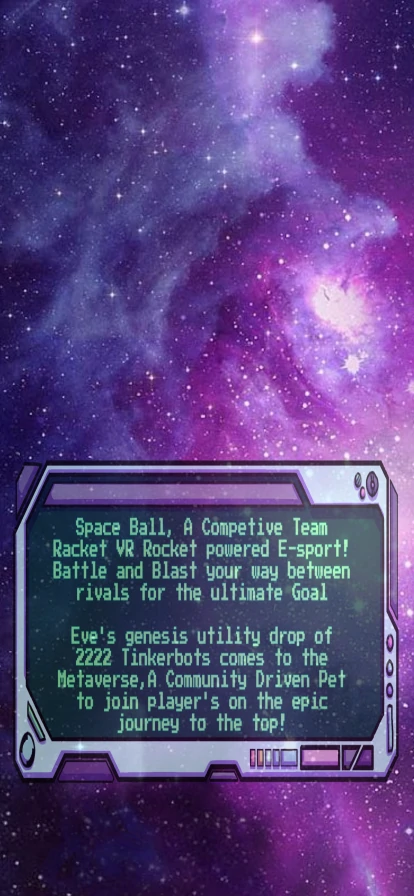 Space Ball, A Competive Team
Racket VR Rocket powered E-sport!
Battle and Blast your way between
rivals for the ultimate Goal
Eve's genesis utility drop of
2222 Tinkerbots comes to the
Metaverse,A Community Driven Pet
to join player's on the epic
journey to the top!